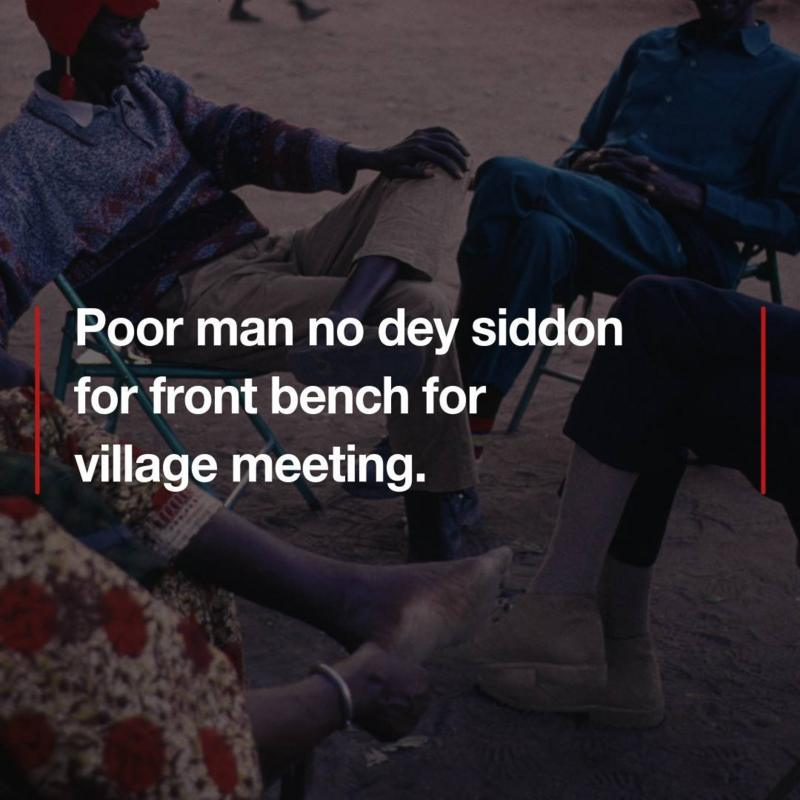 Poor man no dey siddon
for front bench for
village meeting.